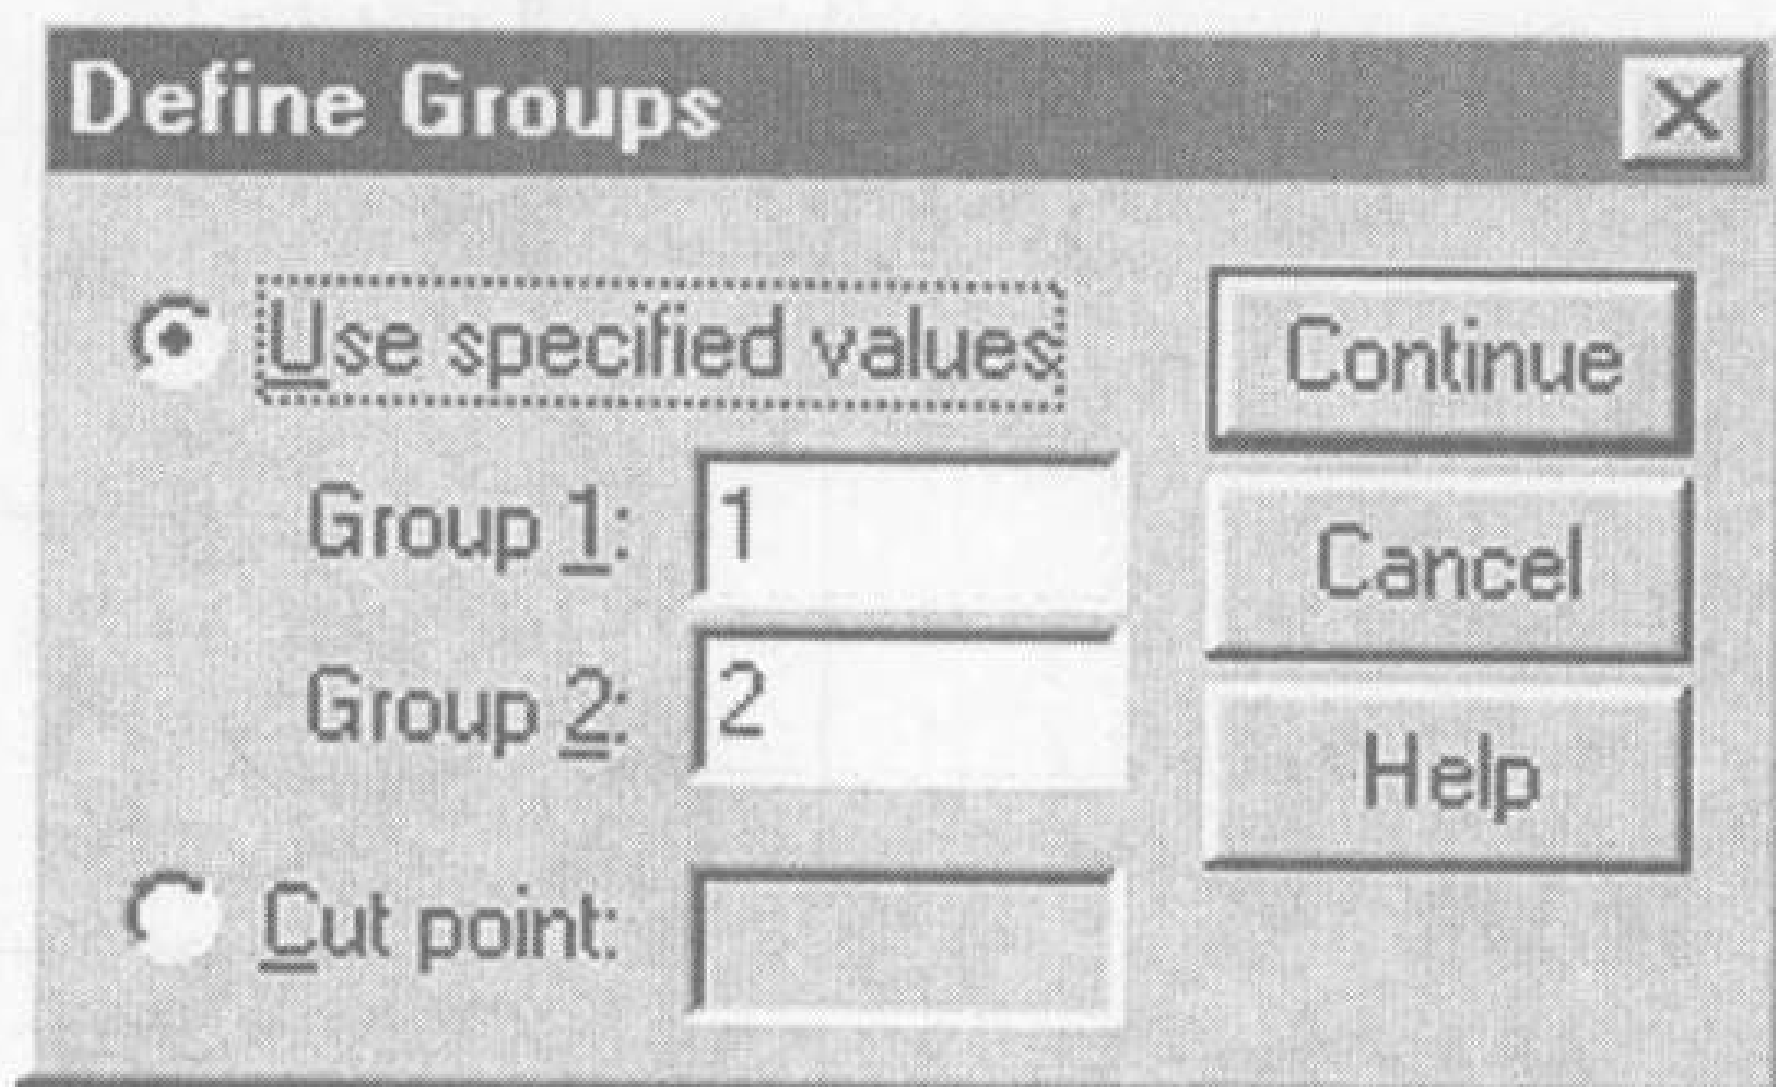 Define Groups
Use specified values
Group 1: 1
Group 2: 2
Cut point:
Continue
Cancel
Help